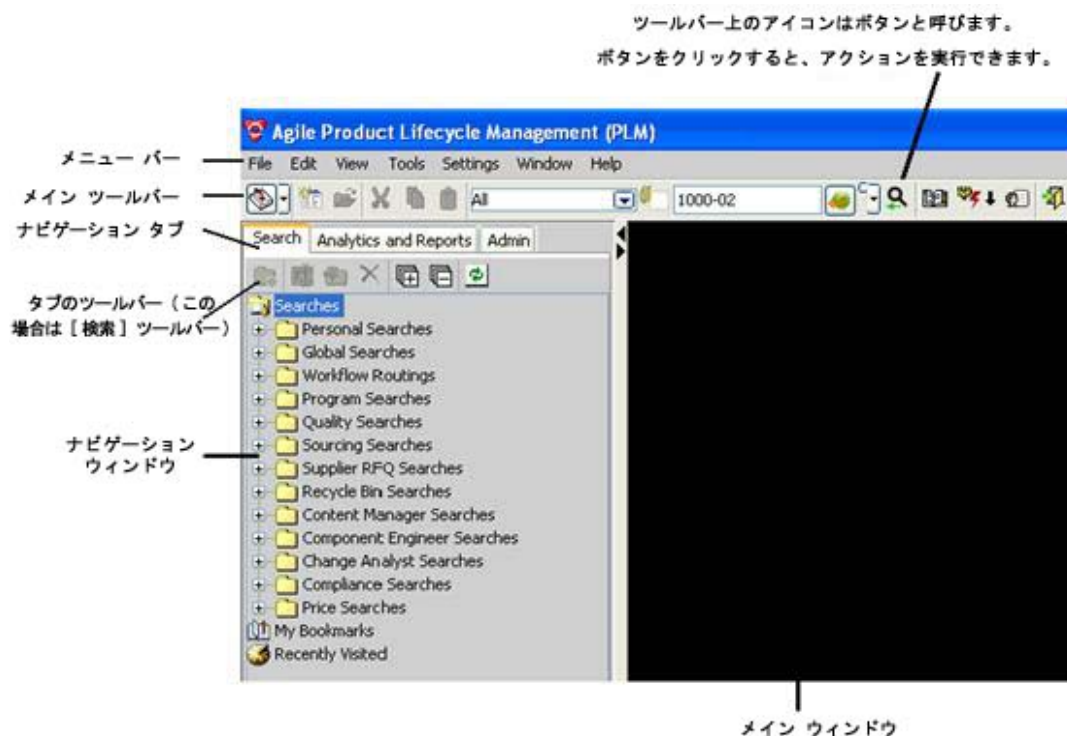 ツールバー上のアイコンはボタンと呼びます。
ボタンをクリックすると、アクションを実行できます。
Agile Product Lifecycle Management (PLM)
メニュー バー
File Edit View Tools Settings Window Help
メイン ツールバー
All
1000-02
ナビゲーション タブ
Search Analytics and Reports Admin
タブのツールバー（この
場合は［検索］ツールバー）
Searches
Personal Searches
Global Searches
Workflow Routings
Program Searches
Quality Searches
ナビゲーション
ウィンドウ
Sourcing Searches
Supplier RFQ Searches
Recycle Bin Searches
Content Manager Searches
Component Engineer Searches
Change Analyst Searches
Compliance Searches
Price Searches
My Bookmarks
Recently Visited
メイン ウィンドウ